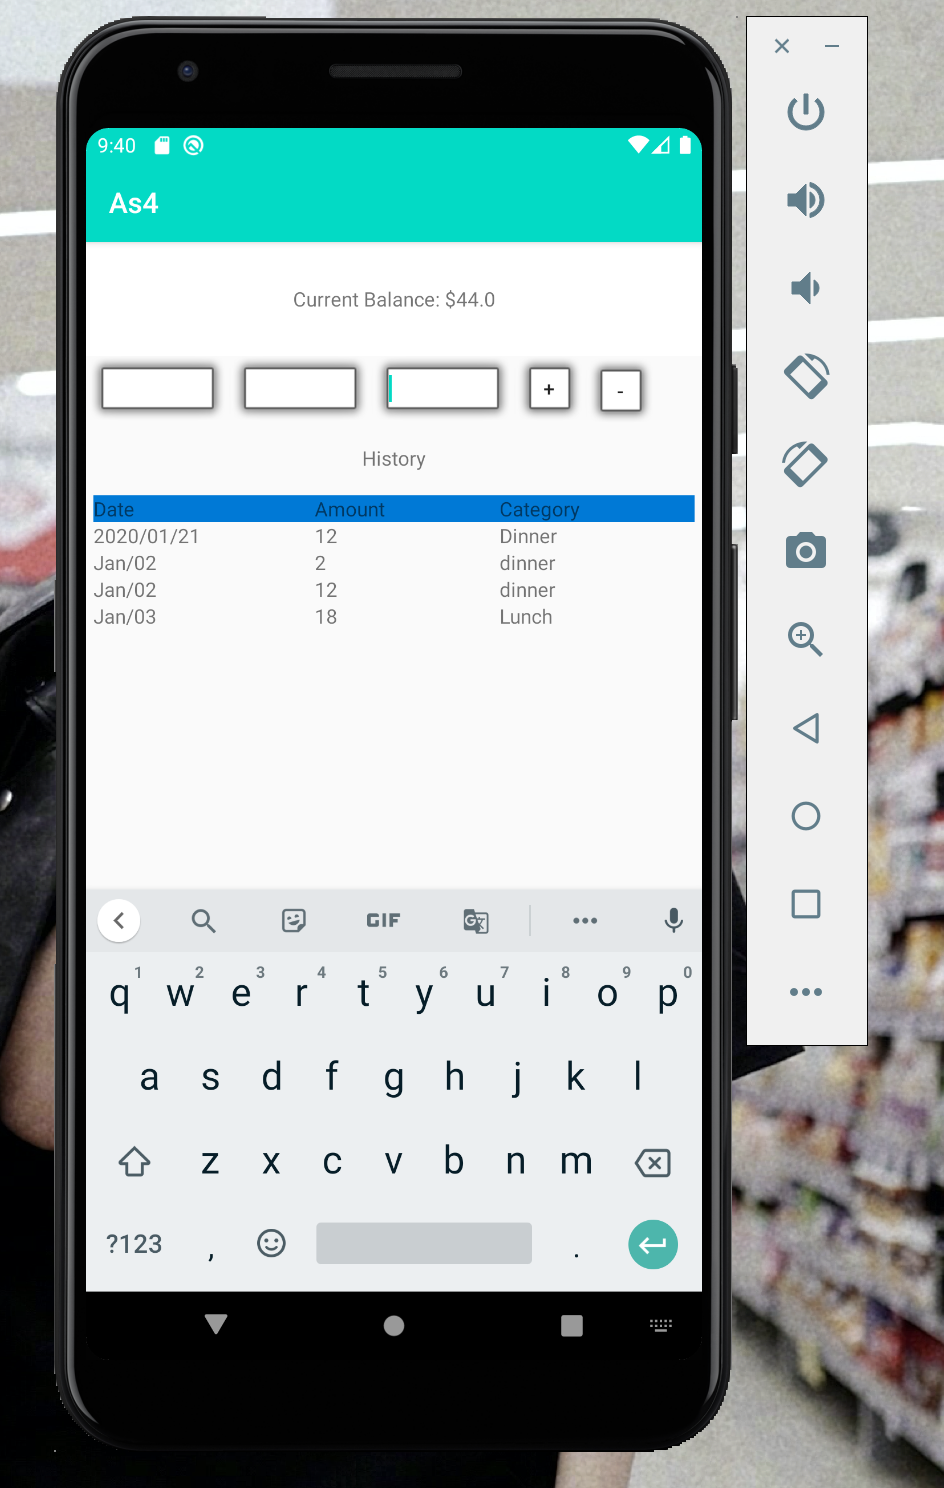 9:40
As4
Current Balance: $44.0
+ -
History
Date Amount Category
2020/01/21 12 Dinner
Jan/02 2 dinner
Jan/02 12 dinner
Jan/03 18 Lunch
GIF
1 2 3 4 5 6 7 8 9 0
q w e r t y u i o p
a s d f g h j k l
z x c v b n m
?123 , .